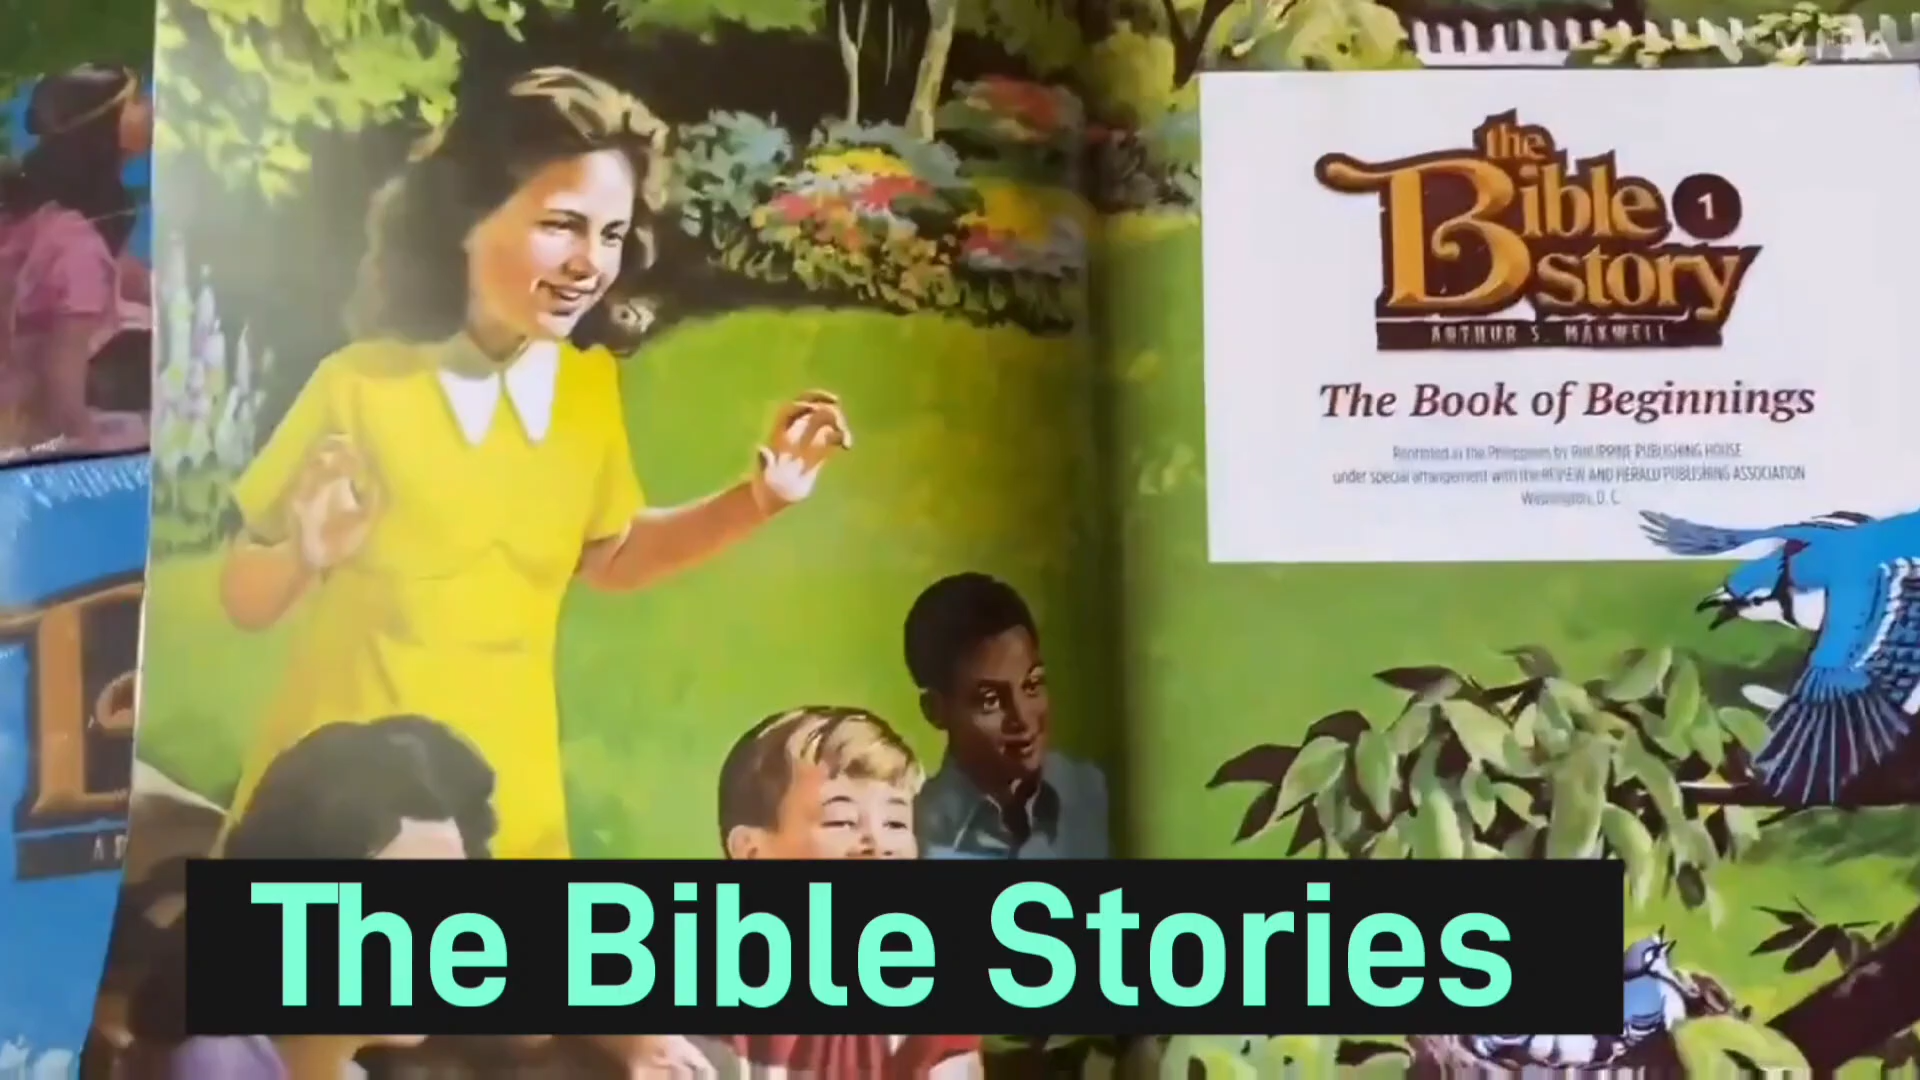 VITA
the
Bible 1
story
ARTHUR S. MAXWELL
The Book of Beginnings
Reprinted in the Philippines by PHILIPPINE PUBLISHING HOUSE
under special arrangement with the REVIEW AND HERALD PUBLISHING ASSOCIATION
Washington, D. C.
The Bible Stories